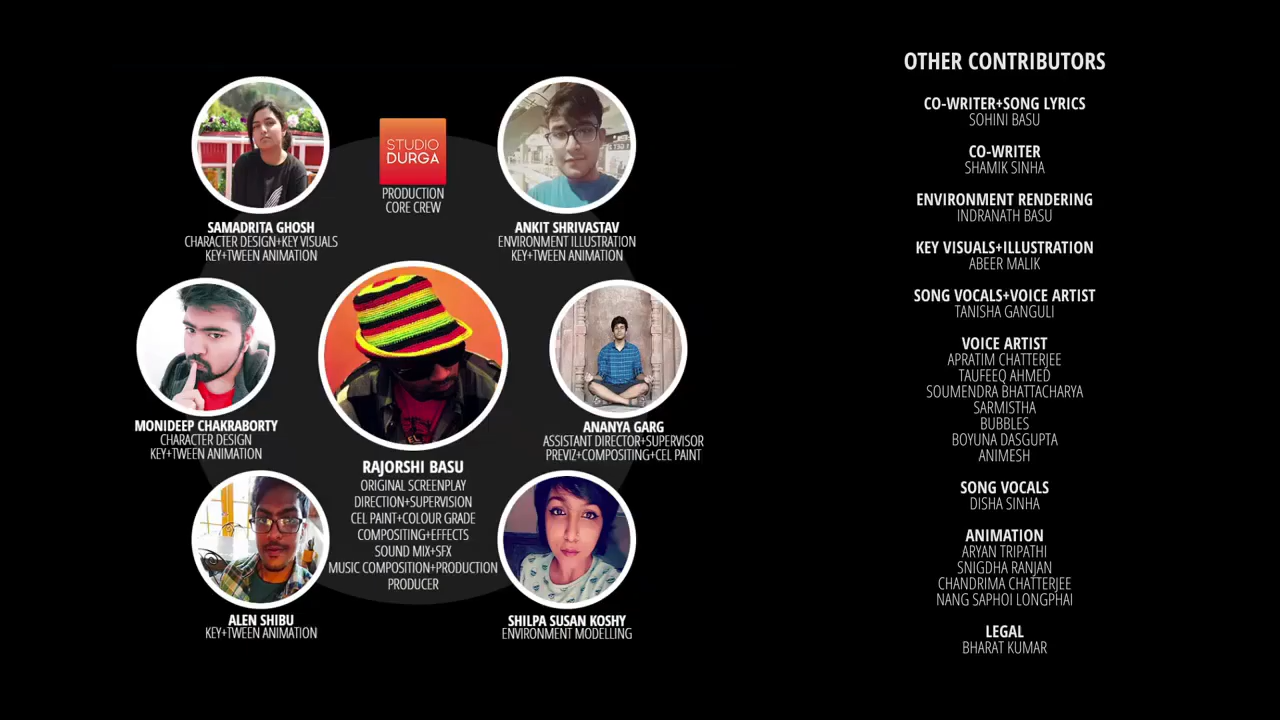 STUDIO
DURGA
PRODUCTION
CORE CREW
SAMADRITA GHOSH
CHARACTER DESIGN+KEY VISUALS
KEY+TWEEN ANIMATION
ANKIT SHRIVASTAV
ENVIRONMENT ILLUSTRATION
KEY+TWEEN ANIMATION
MONIDEEP CHAKRABORTY
CHARACTER DESIGN
KEY+TWEEN ANIMATION
RAJORSHI BASU
ORIGINAL SCREENPLAY
DIRECTION+SUPERVISION
CEL PAINT+COLOUR GRADE
COMPOSITING+EFFECTS
SOUND MIX+SFX
MUSIC COMPOSITION+PRODUCTION
PRODUCER
ANANYA GARG
ASSISTANT DIRECTOR+SUPERVISOR
PREVIZ+COMPOSITING+CEL PAINT
ALEN SHIBU
KEY+TWEEN ANIMATION
SHILPA SUSAN KOSHY
ENVIRONMENT MODELLING
OTHER CONTRIBUTORS
CO-WRITER+SONG LYRICS
SOHINI BASU
CO-WRITER
SHAMIK SINHA
ENVIRONMENT RENDERING
INDRANATH BASU
KEY VISUALS+ILLUSTRATION
ABEER MALIK
SONG VOCALS+VOICE ARTIST
TANISHA GANGULI
VOICE ARTIST
APRATIM CHATTERJEE
TAUFEEQ AHMED
SOUMENDRA BHATTACHARYA
SARMISTHA
BUBBLES
BOYUNA DASGUPTA
ANIMESH
SONG VOCALS
DISHA SINHA
ANIMATION
ARYAN TRIPATHI
SNIGDHA RANJAN
CHANDRIMA CHATTERJEE
NANG SAPHOI LONGPHAI
LEGAL
BHARAT KUMAR